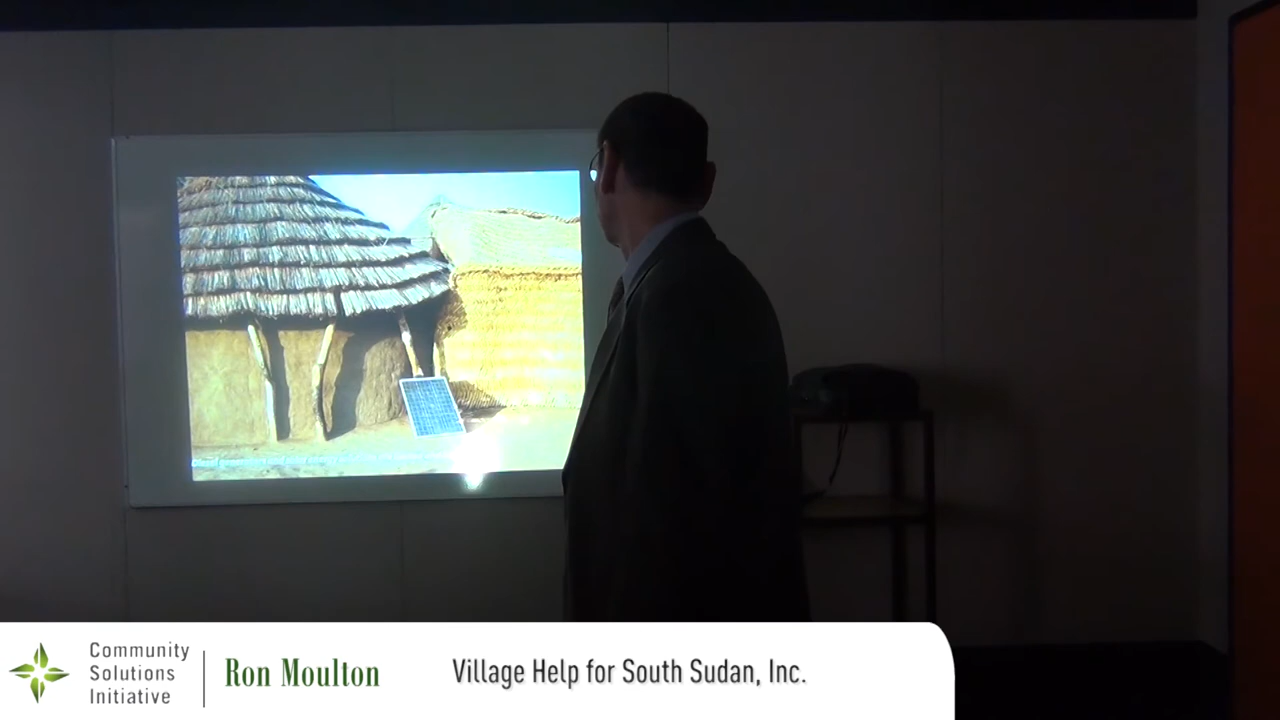 Community
Solutions
Initiative
Ron Moulton
Village Help for South Sudan, Inc.